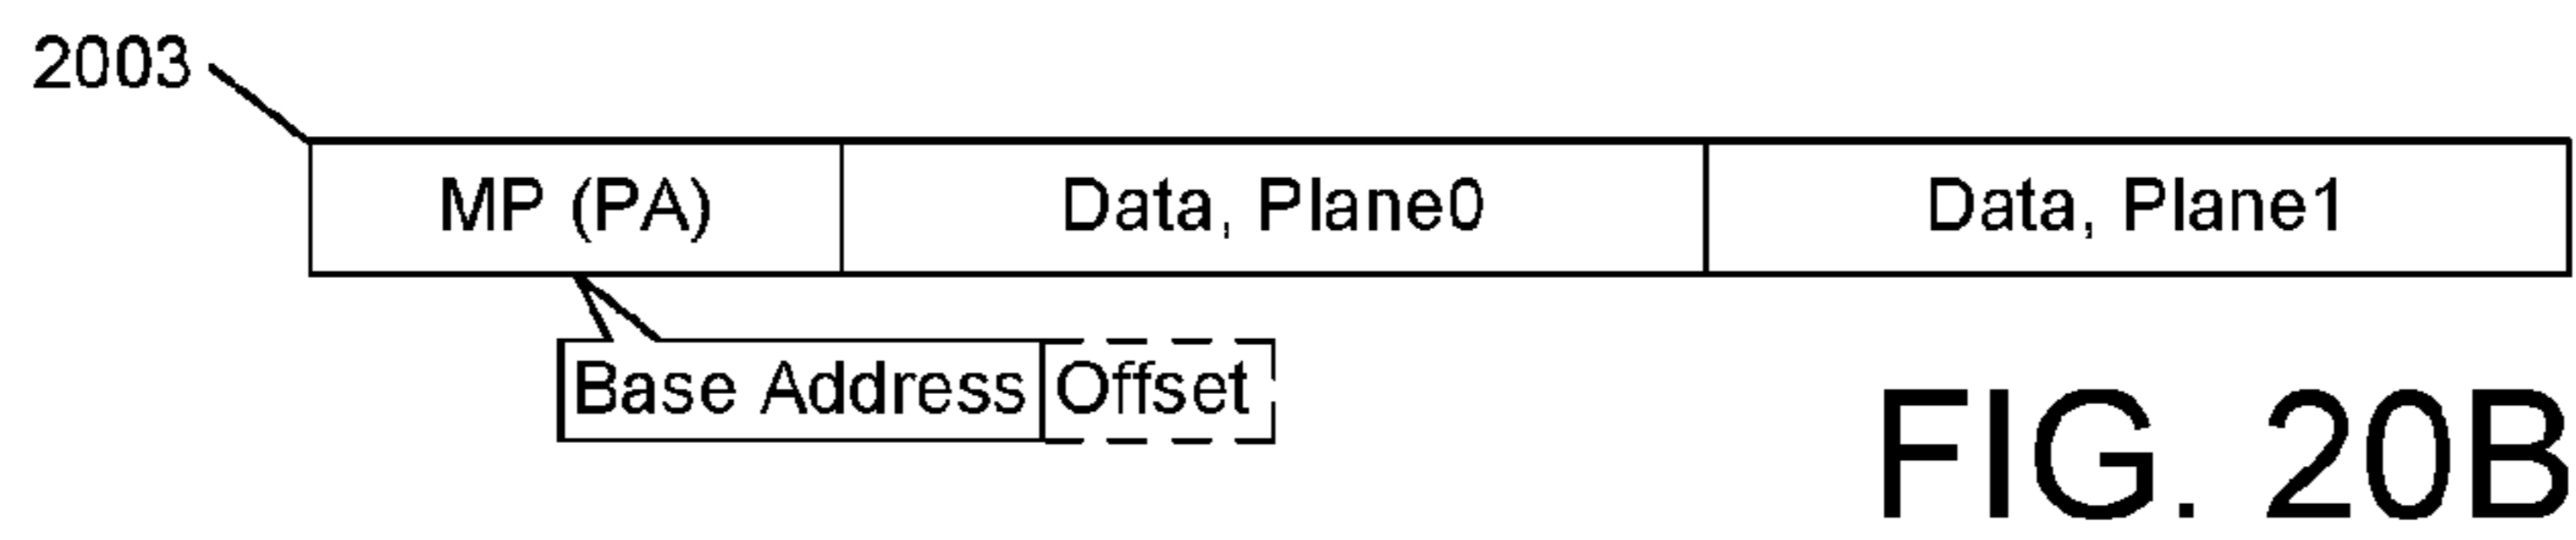 2003
MP (PA) Data, Plane0 Data, Plane1
Base Address Offset
FIG. 20B